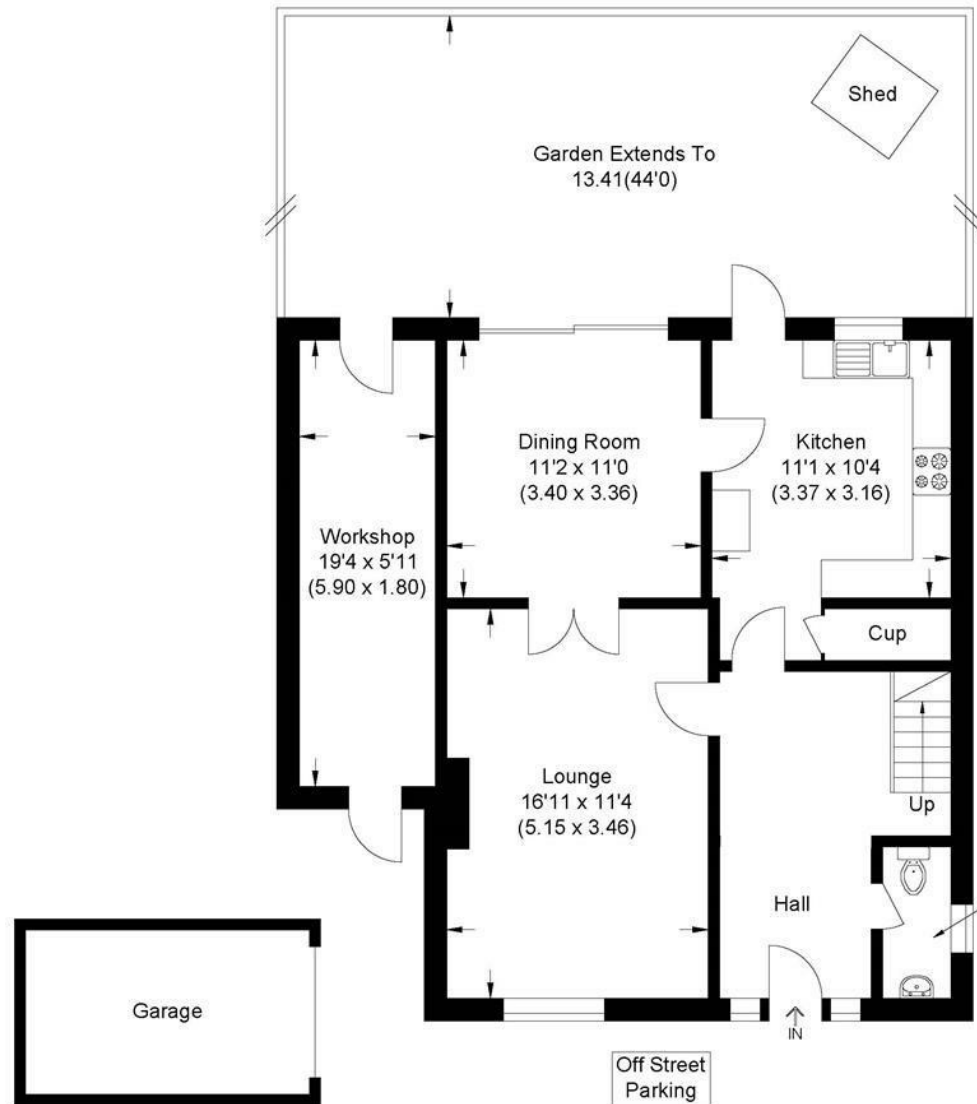 Shed
Garden Extends To
13.41(44'0)
Dining Room
11'2 x 11'0
(3.40 x 3.36)
Kitchen
11'1 x 10'4
(3.37 x 3.16)
Workshop
19'4 x 5'11
(5.90 x 1.80)
Cup
Lounge
16'11 x 11'4
(5.15 x 3.46)
Up
Hall
Garage
IN
Off Street
Parking